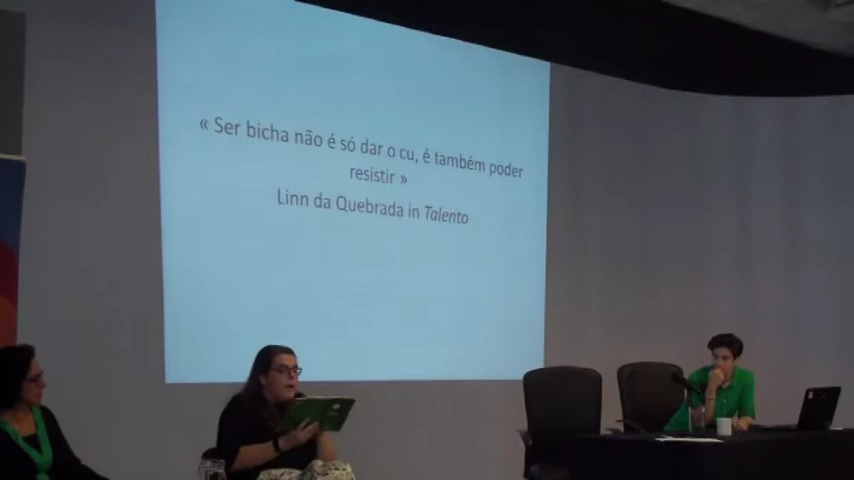 « Ser bicha não é só dar o cu, é também poder
resistir »
Linn da Quebrada in Talento